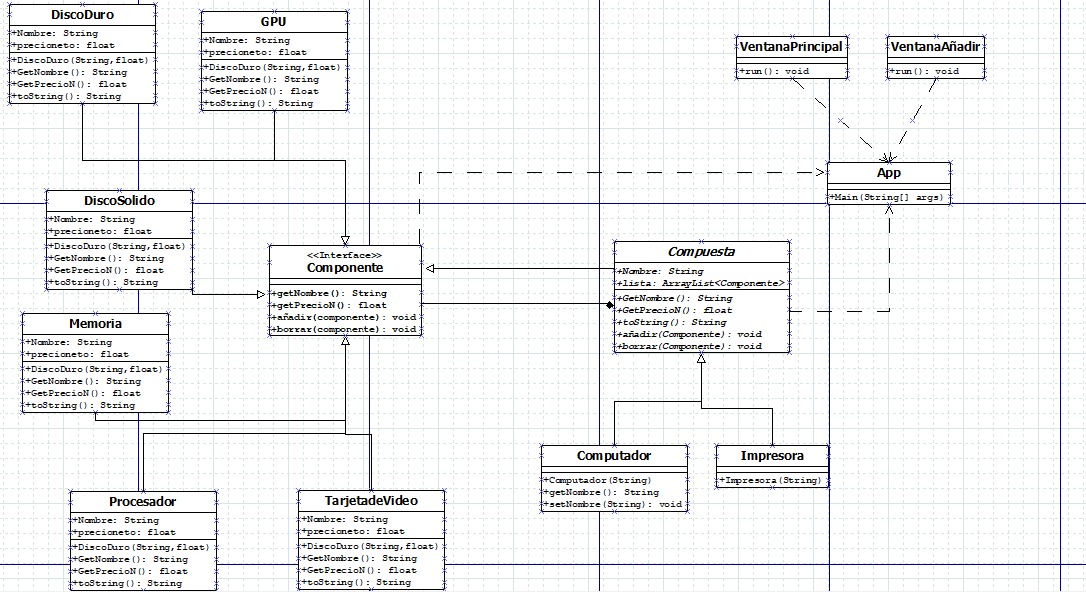 DiscoDuro
+Nombre: String
+precioneto: float
+DiscoDuro(String,float)
+GetNombre(): String
+GetPrecioN(): float
+toString(): String
GPU
+Nombre: String
+precioneto: float
+DiscoDuro(String,float)
+GetNombre(): String
+GetPrecioN(): float
+toString(): String
VentanaPrincipal
+run(): void
VentanaAñadir
+run(): void
App
+Main(String[] args)
DiscoSolido
+Nombre: String
+precioneto: float
+DiscoDuro(String,float)
+GetNombre(): String
+GetPrecioN(): float
+toString(): String
<<Interface>>
Componente
+getNombre(): String
+getPrecioN(): float
+añadir(componente): void
+borrar(componente): void
Compuesta
+Nombre: String
+lista: ArrayList<Componente>
+GetNombre(): String
+GetPrecioN(): float
+toString(): String
+añadir(Componente): void
+borrar(Componente): void
Memoria
+Nombre: String
+precioneto: float
+DiscoDuro(String,float)
+GetNombre(): String
+GetPrecioN(): float
+toString(): String
Computador
+Computador(String)
+getNombre(): String
+setNombre(String): void
Impresora
+Impresora(String)
Procesador
+Nombre: String
+precioneto: float
+DiscoDuro(String,float)
+GetNombre(): String
+GetPrecioN(): float
+toString(): String
TarjetadeVideo
+Nombre: String
+precioneto: float
+DiscoDuro(String,float)
+GetNombre(): String
+GetPrecioN(): float
+toString(): String